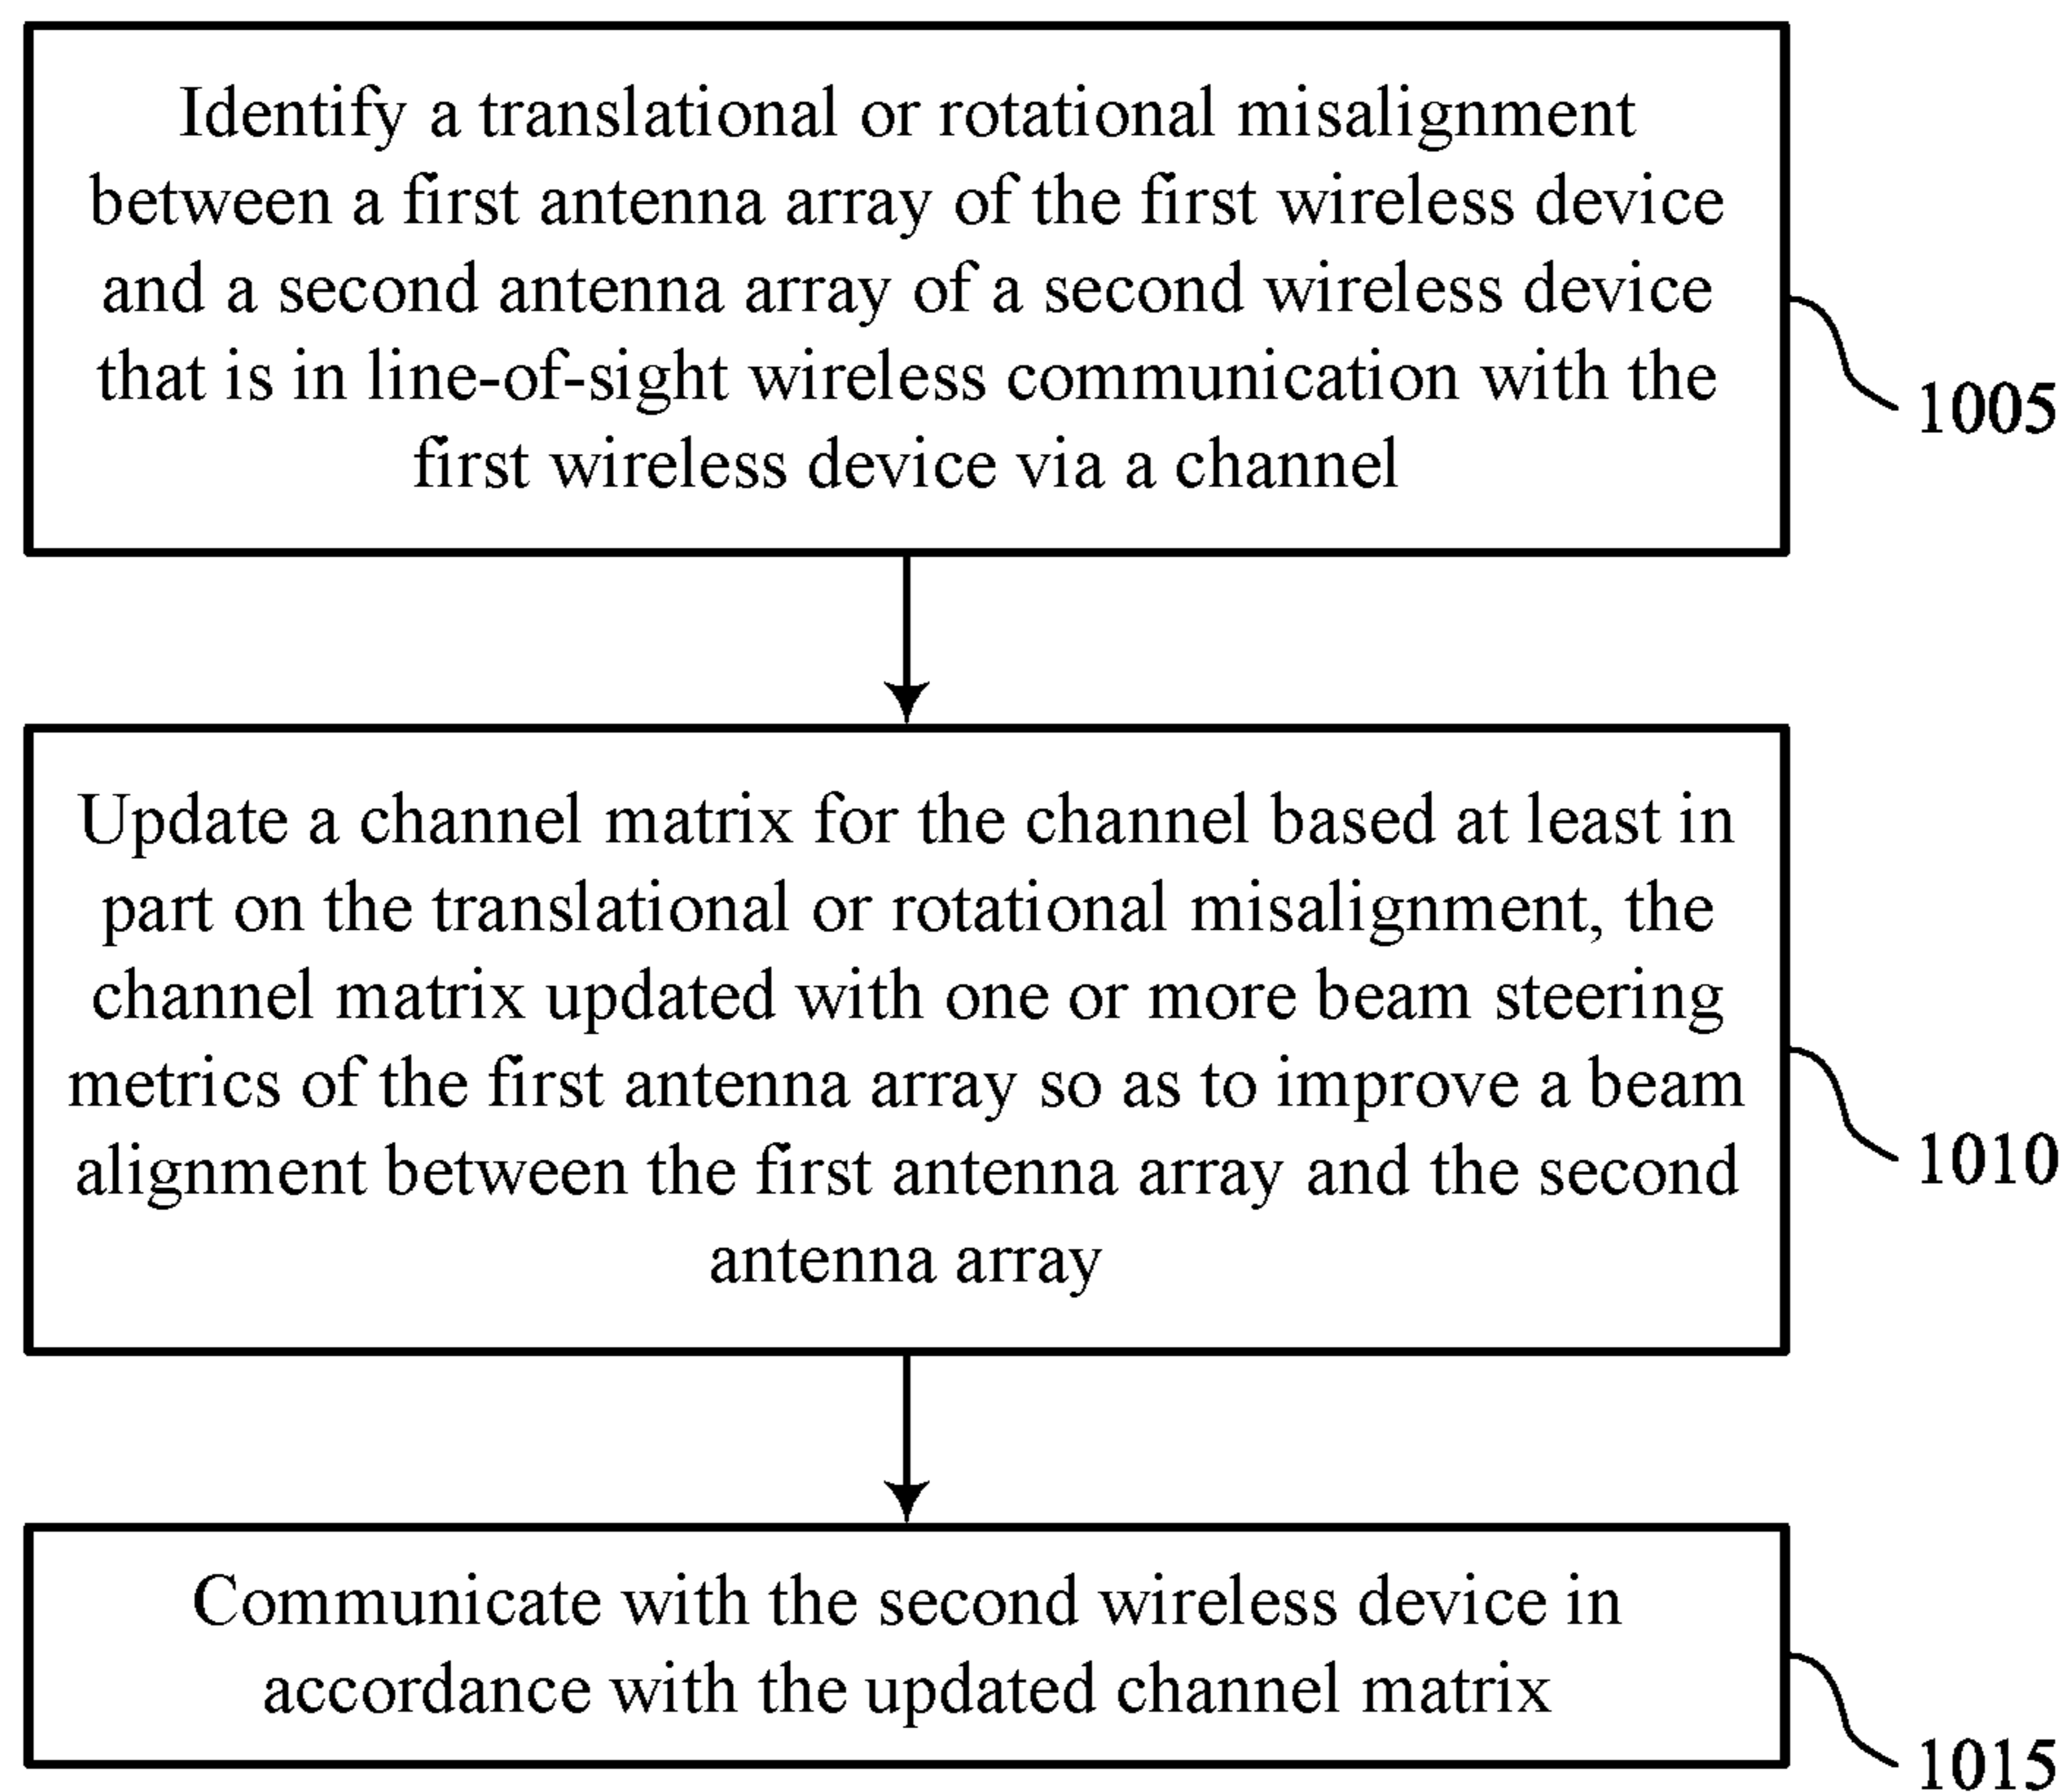 Identify a translational or rotational misalignment
between a first antenna array of the first wireless device
and a second antenna array of a second wireless device
that is in line-of-sight wireless communication with the
first wireless device via a channel
1005
Update a channel matrix for the channel based at least in
part on the translational or rotational misalignment, the
channel matrix updated with one or more beam steering
metrics of the first antenna array so as to improve a beam
alignment between the first antenna array and the second
antenna array
1010
Communicate with the second wireless device in
accordance with the updated channel matrix
1015